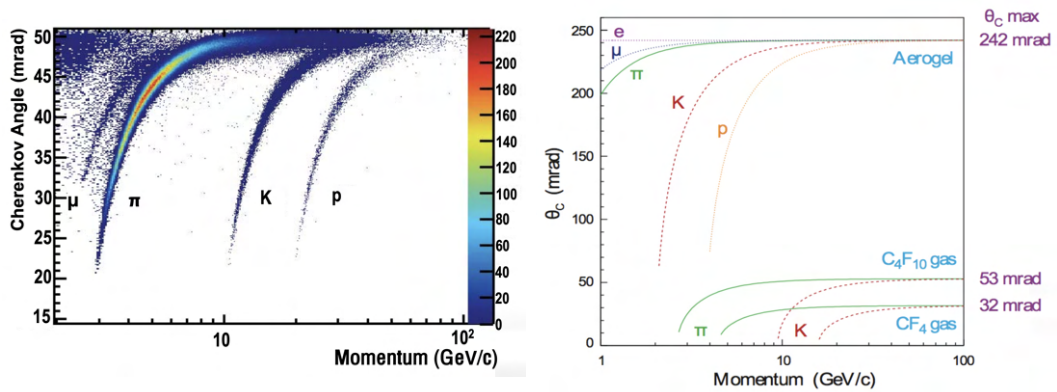 Cherenkov Angle (mrad)
50
45
40
35
30
25
20
15
μ
π
K
p
10
10²
Momentum (GeV/c)
220
200
180
160
140
120
100
80
60
40
20
0
θC (mrad)
250
200
150
100
50
0
e
μ
π
K
p
Aerogel
C₄F₁₀ gas
CF₄ gas
π
K
1
10
100
Momentum (GeV/c)
θC max
242 mrad
53 mrad
32 mrad